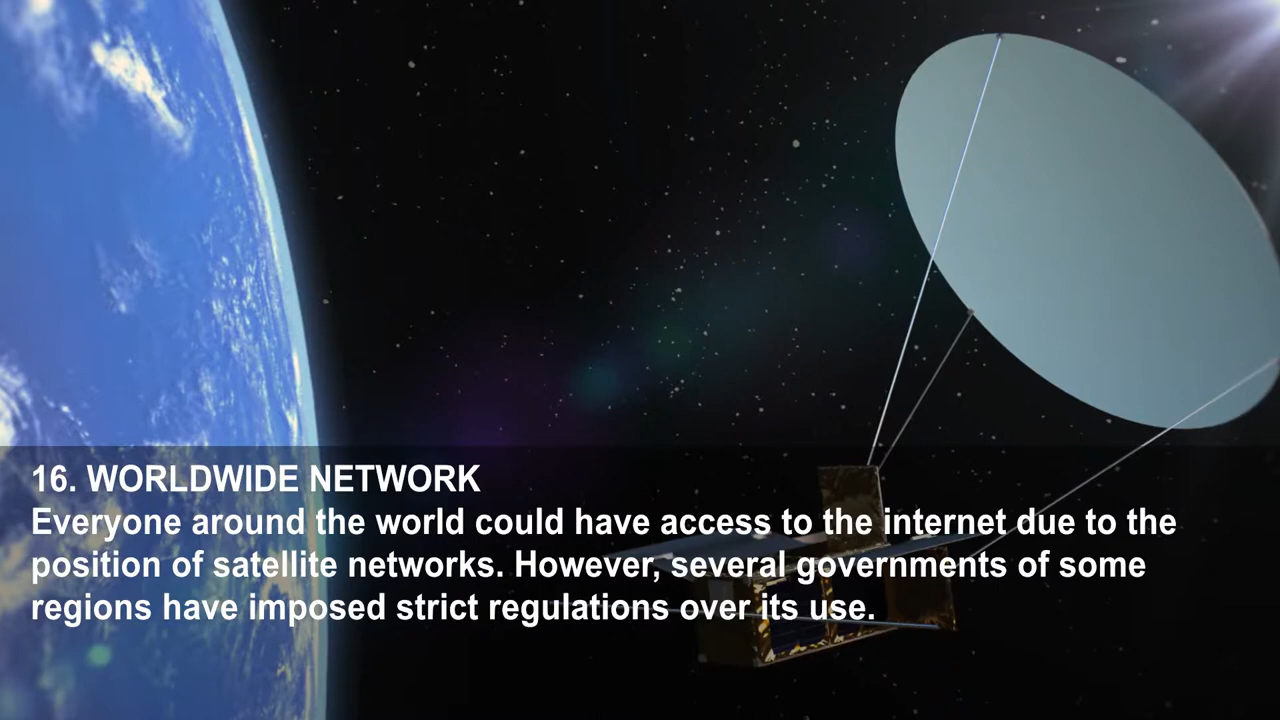 16. WORLDWIDE NETWORK
Everyone around the world could have access to the internet due to the
position of satellite networks. However, several governments of some
regions have imposed strict regulations over its use.